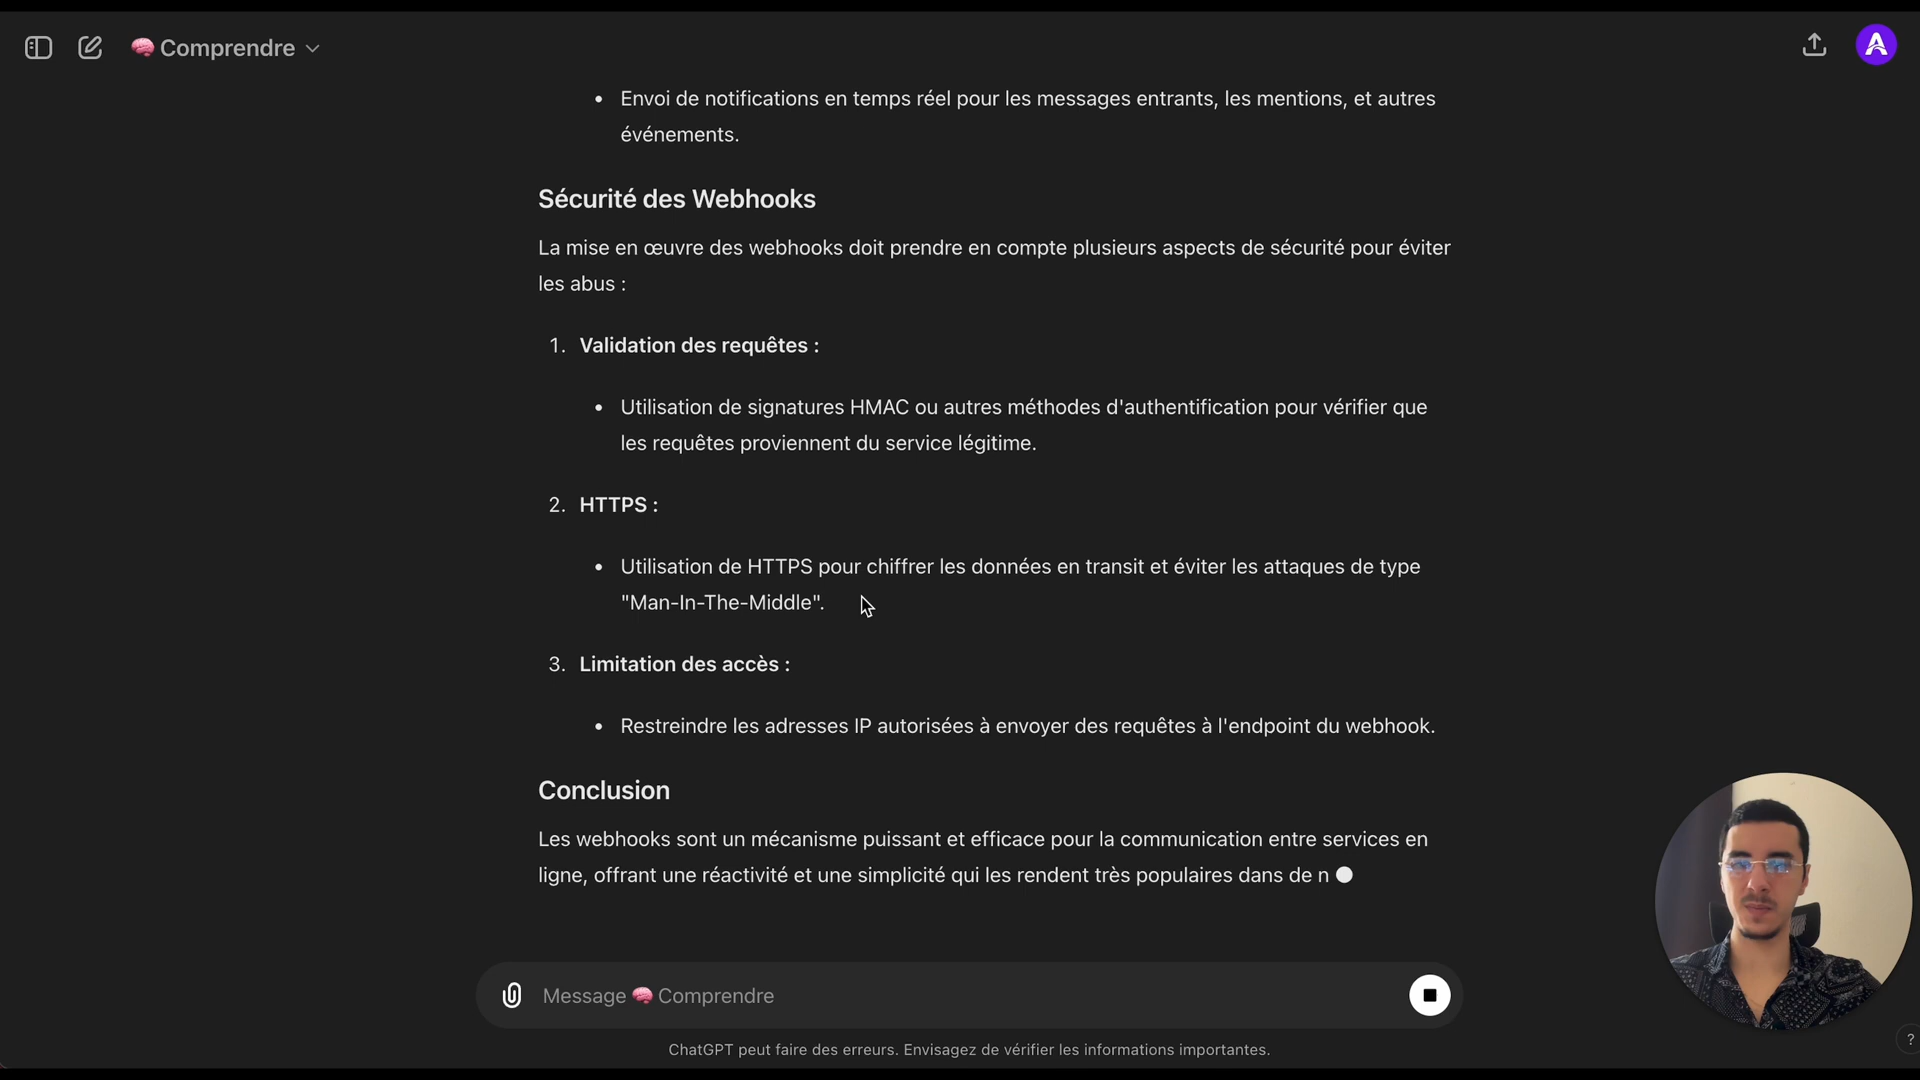 🧠 Comprendre
A
• Envoi de notifications en temps réel pour les messages entrants, les mentions, et autres
événements.
Sécurité des Webhooks
La mise en œuvre des webhooks doit prendre en compte plusieurs aspects de sécurité pour éviter
les abus :
1. Validation des requêtes :
• Utilisation de signatures HMAC ou autres méthodes d'authentification pour vérifier que
les requêtes proviennent du service légitime.
2. HTTPS :
• Utilisation de HTTPS pour chiffrer les données en transit et éviter les attaques de type
"Man-In-The-Middle".
3. Limitation des accès :
• Restreindre les adresses IP autorisées à envoyer des requêtes à l'endpoint du webhook.
Conclusion
Les webhooks sont un mécanisme puissant et efficace pour la communication entre services en
ligne, offrant une réactivité et une simplicité qui les rendent très populaires dans de n
Message 🧠 Comprendre
ChatGPT peut faire des erreurs. Envisagez de vérifier les informations importantes.
?